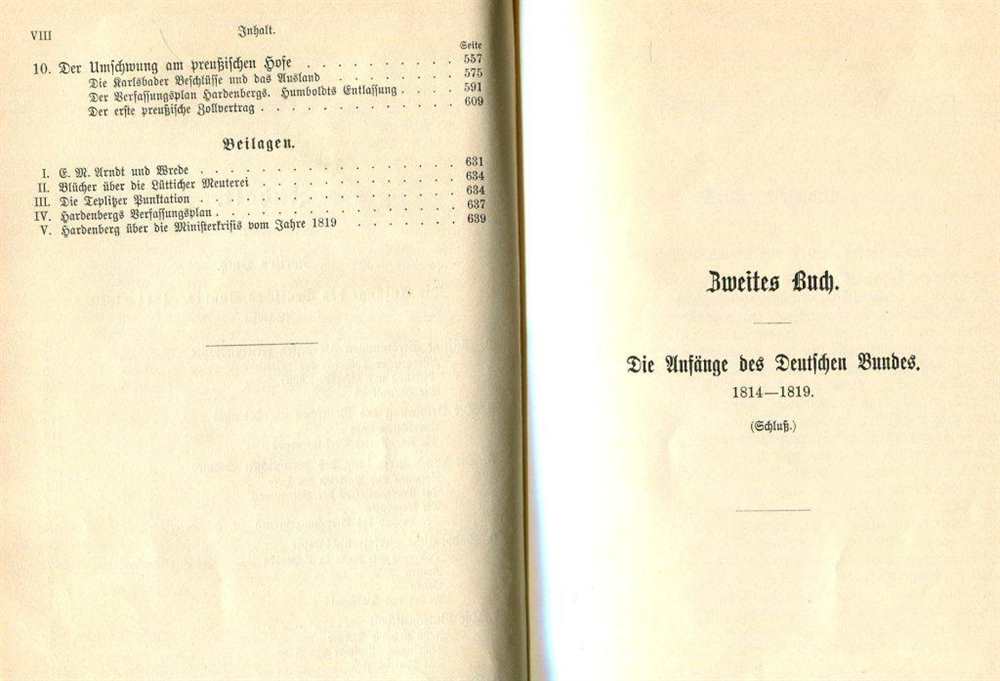 VIII Inhalt.
Seite
10. Der Umschwung am preußischen Hofe . . . . . . . . . . 557
Die Karlsbader Beschlüsse und das Ausland . . . . . . . . 575
Der Verfassungsplan Hardenbergs. Humboldts Entlassung . . . . 591
Der erste preußische Zollvertrag . . . . . . . . . . . . 609
Beilagen.
I. E. M. Arndt und Wrede . . . . . . . . . . . . . . . . 631
II. Blücher über die Lütticher Meuterei . . . . . . . . . . . . 634
III. Die Teplitzer Punktation . . . . . . . . . . . . . . . . 634
IV. Hardenbergs Verfassungsplan . . . . . . . . . . . . . . . 637
V. Hardenberg über die Ministerkrisis vom Jahre 1819 . . . . . . 639
Zweites Buch.
Die Anfänge des Deutschen Bundes.
1814—1819.
(Schluß.)